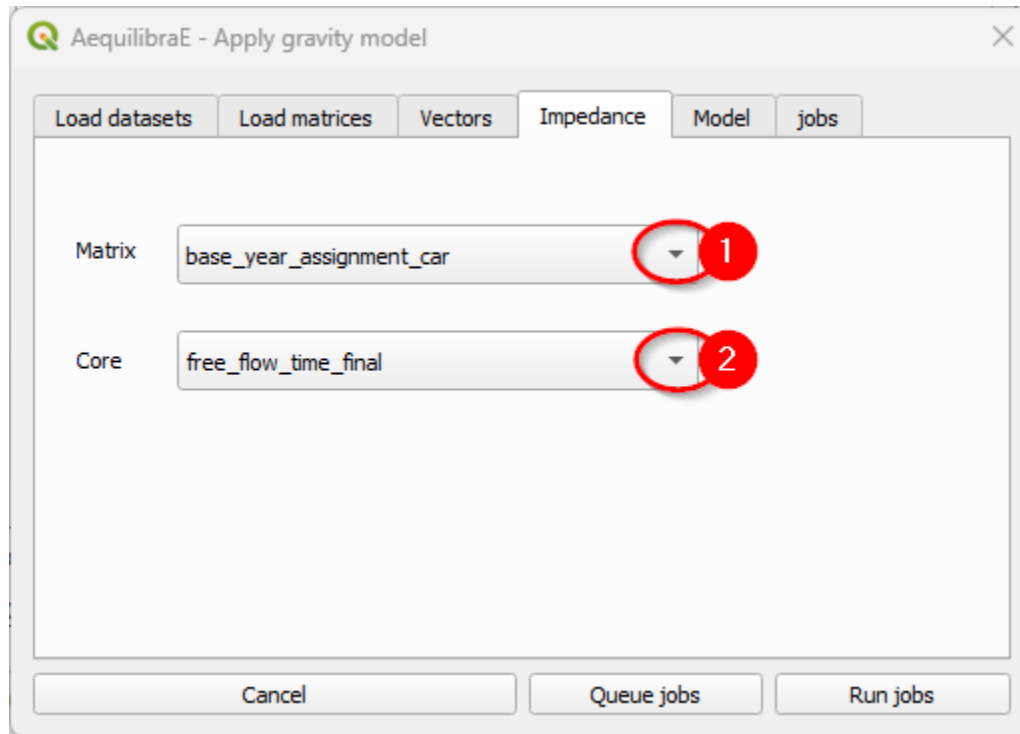 AequilibraE - Apply gravity model
Load datasets Load matrices Vectors Impedance Model jobs
Matrix base_year_assignment_car 1
Core free_flow_time_final 2
Cancel Queue jobs Run jobs